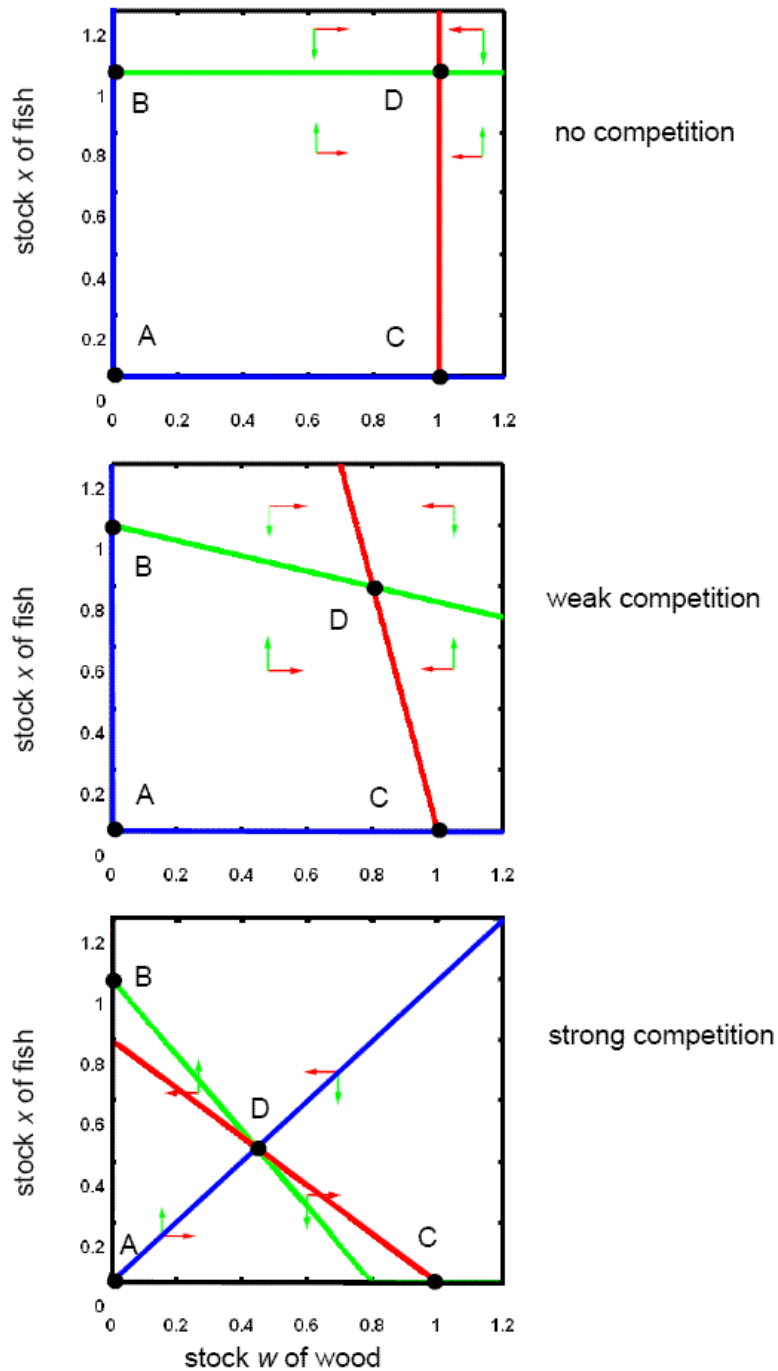 1.2
1
0.8
0.6
0.4
0.2
0
stock x of fish
B
D
A
C
0 0.2 0.4 0.6 0.8 1 1.2
no competition
1.2
1
0.8
0.6
0.4
0.2
0
stock x of fish
B
D
A
C
0 0.2 0.4 0.6 0.8 1 1.2
weak competition
1.2
1
0.8
0.6
0.4
0.2
0
stock x of fish
B
D
A
C
0 0.2 0.4 0.6 0.8 1 1.2
strong competition
stock w of wood